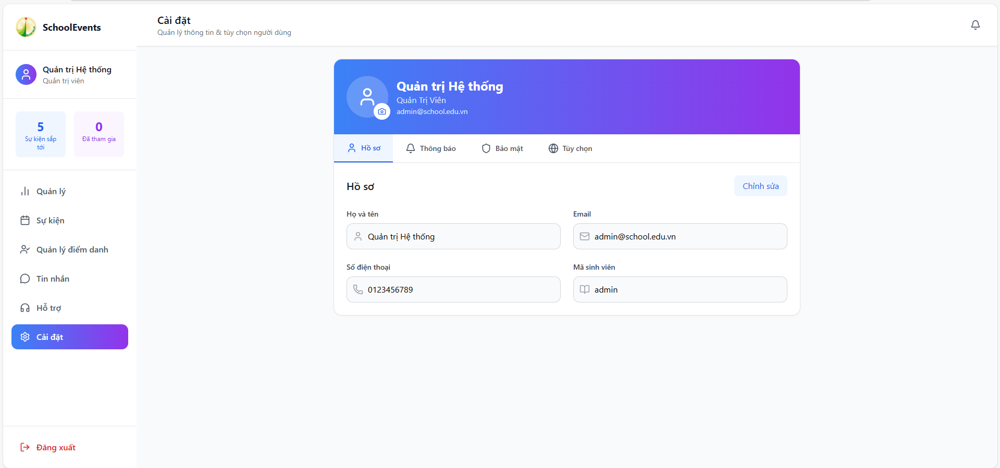 SchoolEvents
Quản trị Hệ thống
Quản trị viên
5
Sự kiện sắp
tới
0
Đã tham gia
Quản lý
Sự kiện
Quản lý điểm danh
Tin nhắn
Hỗ trợ
Cài đặt
Đăng xuất
Cài đặt
Quản lý thông tin & tùy chọn người dùng
Quản trị Hệ thống
Quản Trị Viên
admin@school.edu.vn
Hồ sơ
Thông báo
Bảo mật
Tùy chọn
Hồ sơ
Chỉnh sửa
Họ và tên
Quản trị Hệ thống
Email
admin@school.edu.vn
Số điện thoại
0123456789
Mã sinh viên
admin